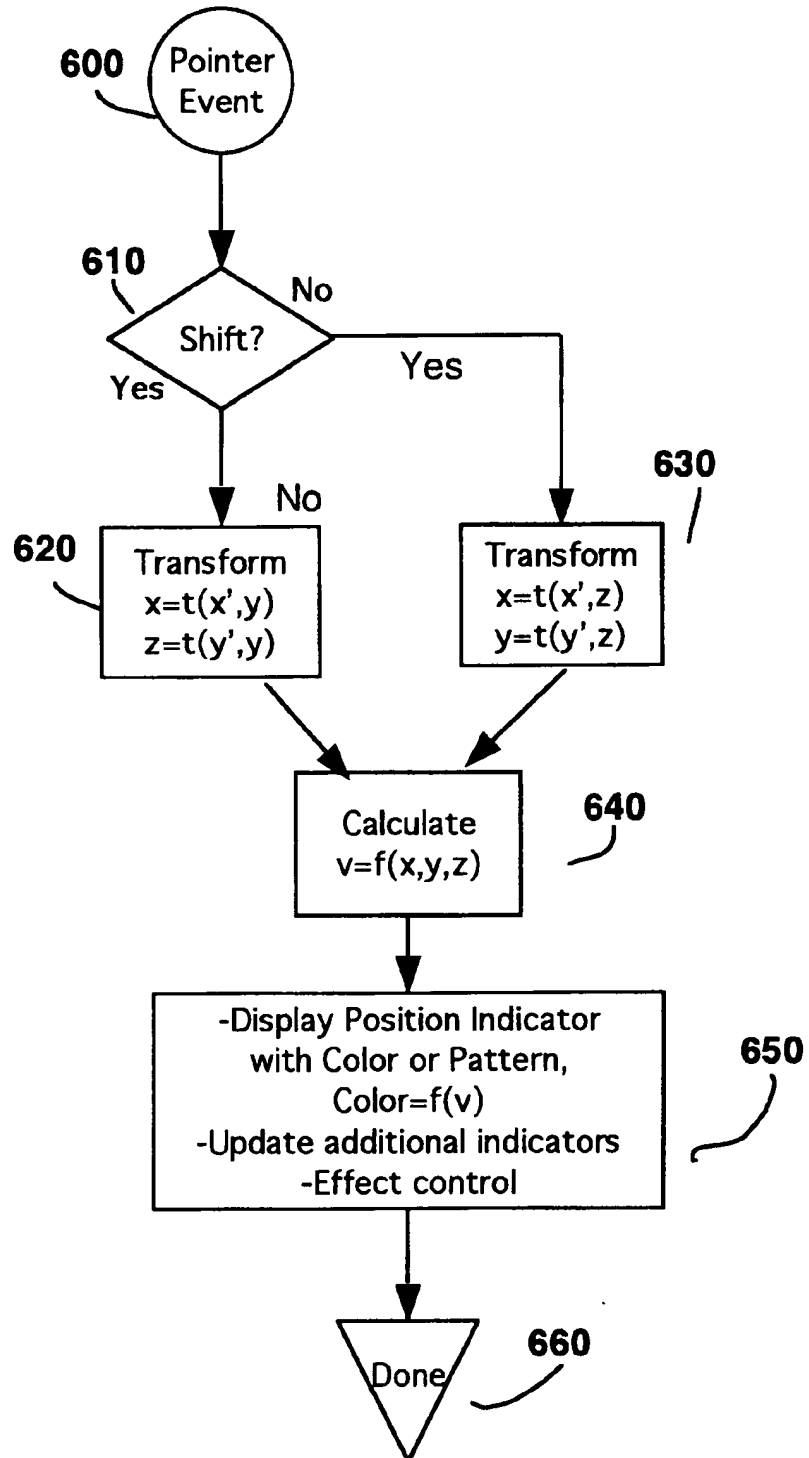 600
Pointer
Event
610
No
Shift?
Yes
Yes
No
630
620
Transform
x=t(x',y)
z=t(y',y)
Transform
x=t(x',z)
y=t(y',z)
640
Calculate
v=f(x,y,z)
650
-Display Position Indicator
with Color or Pattern,
Color=f(v)
-Update additional indicators
-Effect control
660
Done